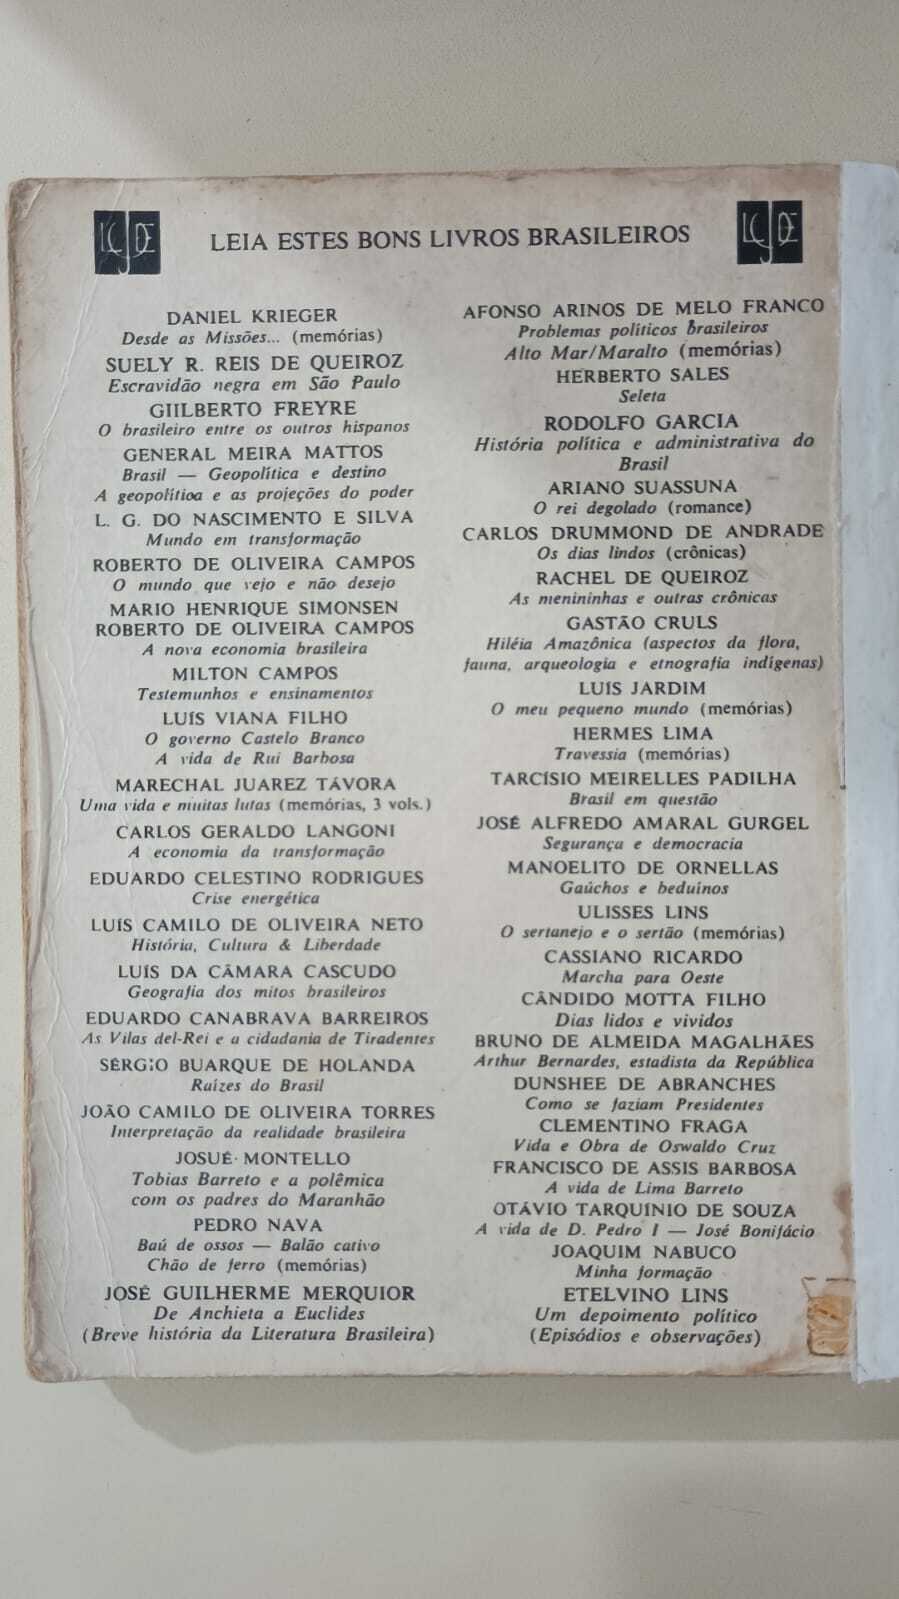 LCJOE
LCJOE
LEIA ESTES BONS LIVROS BRASILEIROS
DANIEL KRIEGER
Desde as Missões... (memórias)
SUELY R. REIS DE QUEIROZ
Escravidão negra em São Paulo
GIILBERTO FREYRE
O brasileiro entre os outros hispanos
GENERAL MEIRA MATTOS
Brasil — Geopolítica e destino
A geopolítica e as projeções do poder
L. G. DO NASCIMENTO E SILVA
Mundo em transformação
ROBERTO DE OLIVEIRA CAMPOS
O mundo que vejo e não desejo
MARIO HENRIQUE SIMONSEN
ROBERTO DE OLIVEIRA CAMPOS
A nova economia brasileira
MILTON CAMPOS
Testemunhos e ensinamentos
LUÍS VIANA FILHO
O governo Castelo Branco
A vida de Rui Barbosa
MARECHAL JUAREZ TÁVORA
Uma vida e muitas lutas (memórias, 3 vols.)
CARLOS GERALDO LANGONI
A economia da transformação
EDUARDO CELESTINO RODRIGUES
Crise energética
LUÍS CAMILO DE OLIVEIRA NETO
História, Cultura & Liberdade
LUÍS DA CÂMARA CASCUDO
Geografia dos mitos brasileiros
EDUARDO CANABRAVA BARREIROS
As Vilas del-Rei e a cidadania de Tiradentes
SÉRGIO BUARQUE DE HOLANDA
Raízes do Brasil
JOÃO CAMILO DE OLIVEIRA TORRES
Interpretação da realidade brasileira
JOSUÉ MONTELLO
Tobias Barreto e a polêmica
com os padres do Maranhão
PEDRO NAVA
Baú de ossos — Balão cativo
Chão de ferro (memórias)
JOSÉ GUILHERME MERQUIOR
De Anchieta a Euclides
(Breve história da Literatura Brasileira)
AFONSO ARINOS DE MELO FRANCO
Problemas políticos brasileiros
Alto Mar/Maralto (memórias)
HERBERTO SALES
Seleta
RODOLFO GARCIA
História política e administrativa do
Brasil
ARIANO SUASSUNA
O rei degolado (romance)
CARLOS DRUMMOND DE ANDRADE
Os dias lindos (crônicas)
RACHEL DE QUEIROZ
As menininhas e outras crônicas
GASTÃO CRULS
Hiléia Amazônica (aspectos da flora,
fauna, arqueologia e etnografia indígenas)
LUÍS JARDIM
O meu pequeno mundo (memórias)
HERMES LIMA
Travessia (memórias)
TARCÍSIO MEIRELLES PADILHA
Brasil em questão
JOSÉ ALFREDO AMARAL GURGEL
Segurança e democracia
MANOELITO DE ORNELLAS
Gaúchos e beduínos
ULISSES LINS
O sertanejo e o sertão (memórias)
CASSIANO RICARDO
Marcha para Oeste
CÂNDIDO MOTTA FILHO
Dias lidos e vividos
BRUNO DE ALMEIDA MAGALHÃES
Arthur Bernardes, estadista da República
DUNSHEE DE ABRANCHES
Como se faziam Presidentes
CLEMENTINO FRAGA
Vida e Obra de Oswaldo Cruz
FRANCISCO DE ASSIS BARBOSA
A vida de Lima Barreto
OTÁVIO TARQUÍNIO DE SOUZA
A vida de D. Pedro I — José Bonifácio
JOAQUIM NABUCO
Minha formação
ETELVINO LINS
Um depoimento político
(Episódios e observações)